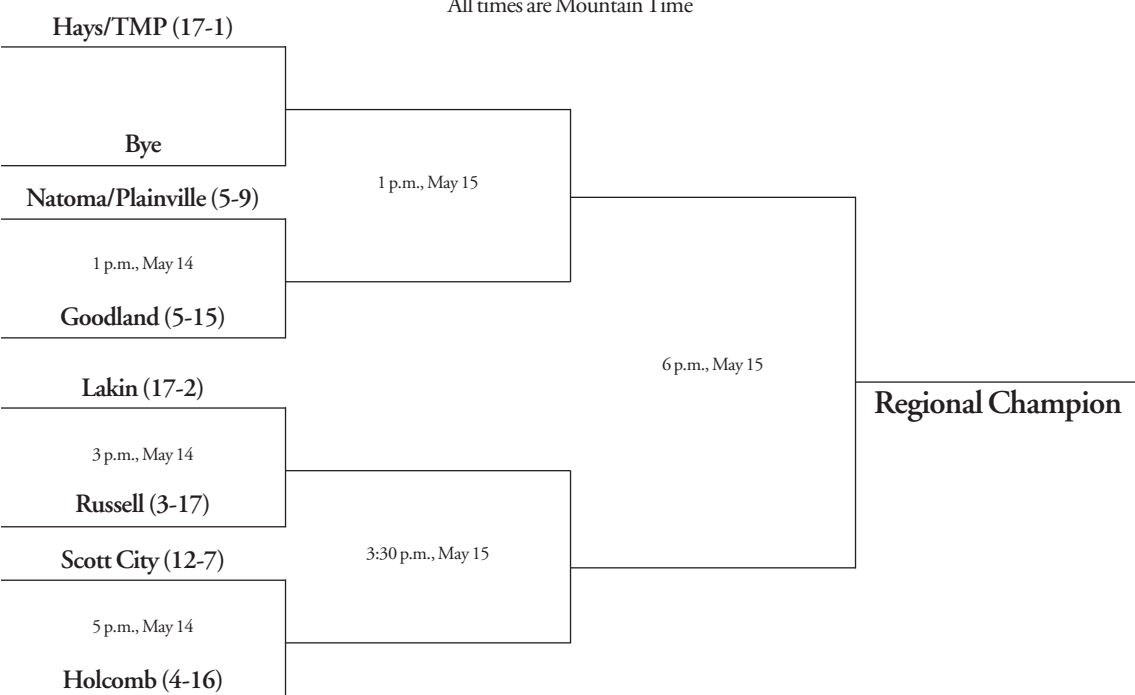 All times are Mountain Time
Hays/TMP (17-1)
Bye
1 p.m., May 15
Natoma/Plainville (5-9)
1 p.m., May 14
Goodland (5-15)
6 p.m., May 15
Lakin (17-2)
Regional Champion
3 p.m., May 14
Russell (3-17)
3:30 p.m., May 15
Scott City (12-7)
5 p.m., May 14
Holcomb (4-16)